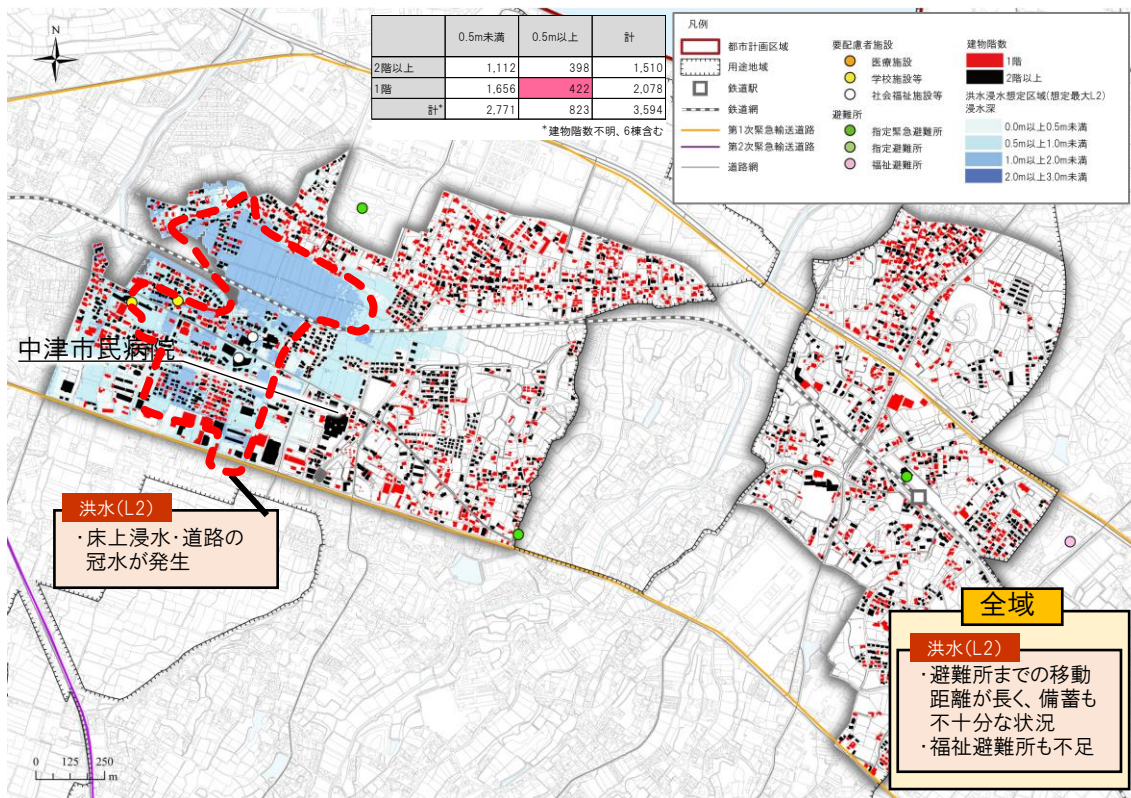 N
0.5m未満 0.5m以上 計
2階以上 1,112 398 1,510
1階 1,656 422 2,078
計* 2,771 823 3,594
*建物階数不明、6棟含む
凡例
都市計画区域
用途地域
鉄道駅
鉄道網
第1次緊急輸送道路
第2次緊急輸送道路
道路網
要配慮者施設
医療施設
学校施設等
社会福祉施設等
避難所
指定緊急避難所
指定避難所
福祉避難所
建物階数
1階
2階以上
洪水浸水想定区域(想定最大L2)
浸水深
0.0m以上0.5m未満
0.5m以上1.0m未満
1.0m以上2.0m未満
2.0m以上3.0m未満
中津市民病院
洪水(L2)
・床上浸水・道路の
冠水が発生
全域
洪水(L2)
・避難所までの移動
距離が長く、備蓄も
不十分な状況
・福祉避難所も不足
0 125 250
m